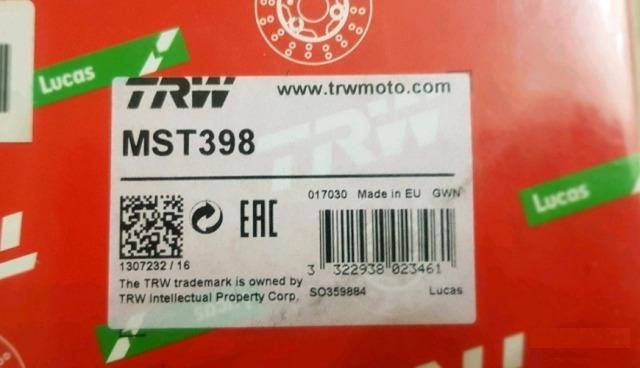 Lucas
TRW
www.trwmoto.com
MST398
TRW
017030 Made in EU GWN
Lucas
EAC
1307232 / 16
3 322938 023461
The TRW trademark is owned by
TRW Intellectual Property Corp.
SO359884
Lucas